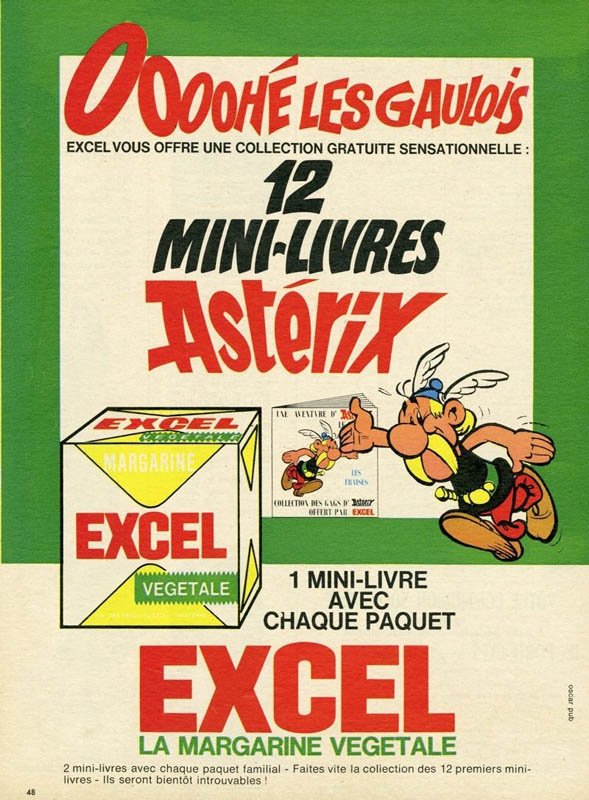 OOOOHÉ LES GAULOIS
EXCEL VOUS OFFRE UNE COLLECTION GRATUITE SENSATIONNELLE :
12
MINI-LIVRES
Astérix
EXCEL
MARGARINE
EXCEL
VEGETALE
UNE AVENTURE D'
LES
FRAISES
COLLECTION DES GAGS D'Astérix
OFFERT PAR EXCEL
1 MINI-LIVRE
AVEC
CHAQUE PAQUET
EXCEL
LA MARGARINE VEGETALE
2 mini-livres avec chaque paquet familial - Faites vite la collection des 12 premiers mini-
livres - Ils seront bientôt introuvables !
oscar pub
48